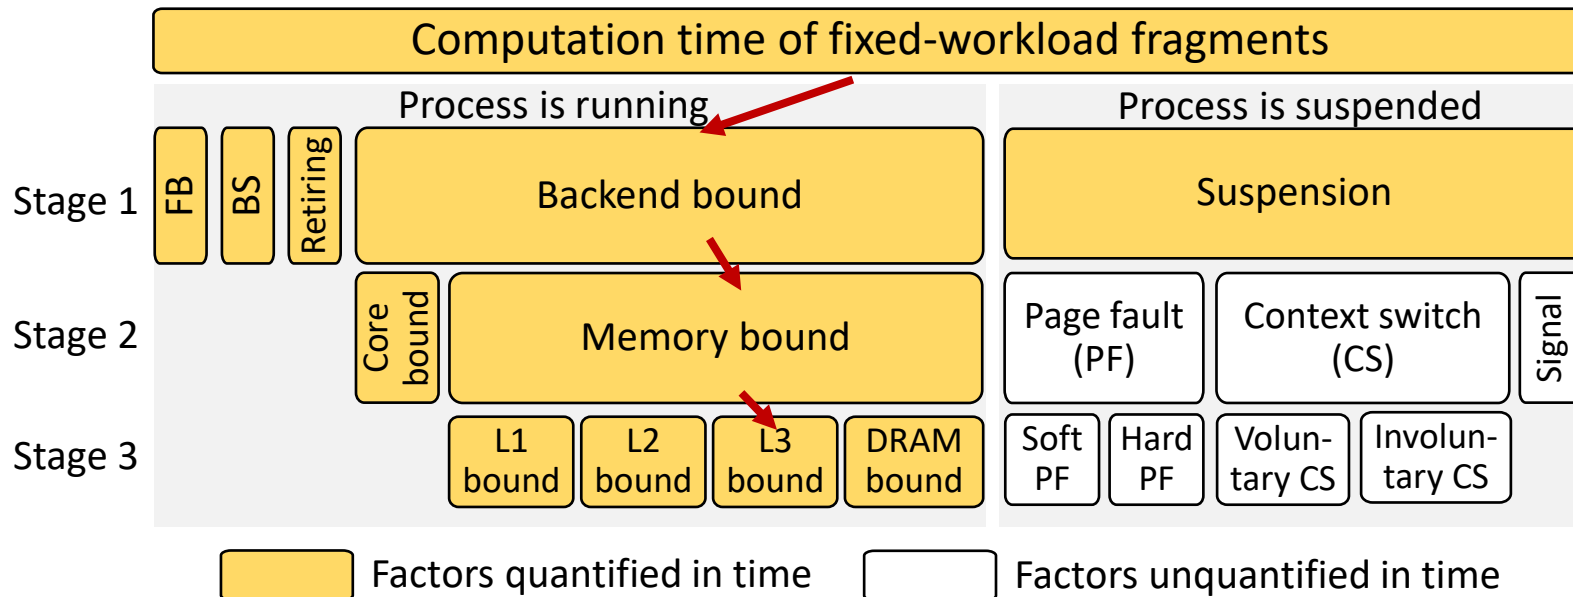 Computation time of fixed-workload fragments
Process is running
Process is suspended
Stage 1
FB
BS
Retiring
Backend bound
Suspension
Stage 2
Core
bound
Memory bound
Page fault
(PF)
Context switch
(CS)
Signal
Stage 3
L1
bound
L2
bound
L3
bound
DRAM
bound
Soft
PF
Hard
PF
Volun-
tary CS
Involun-
tary CS
Factors quantified in time
Factors unquantified in time